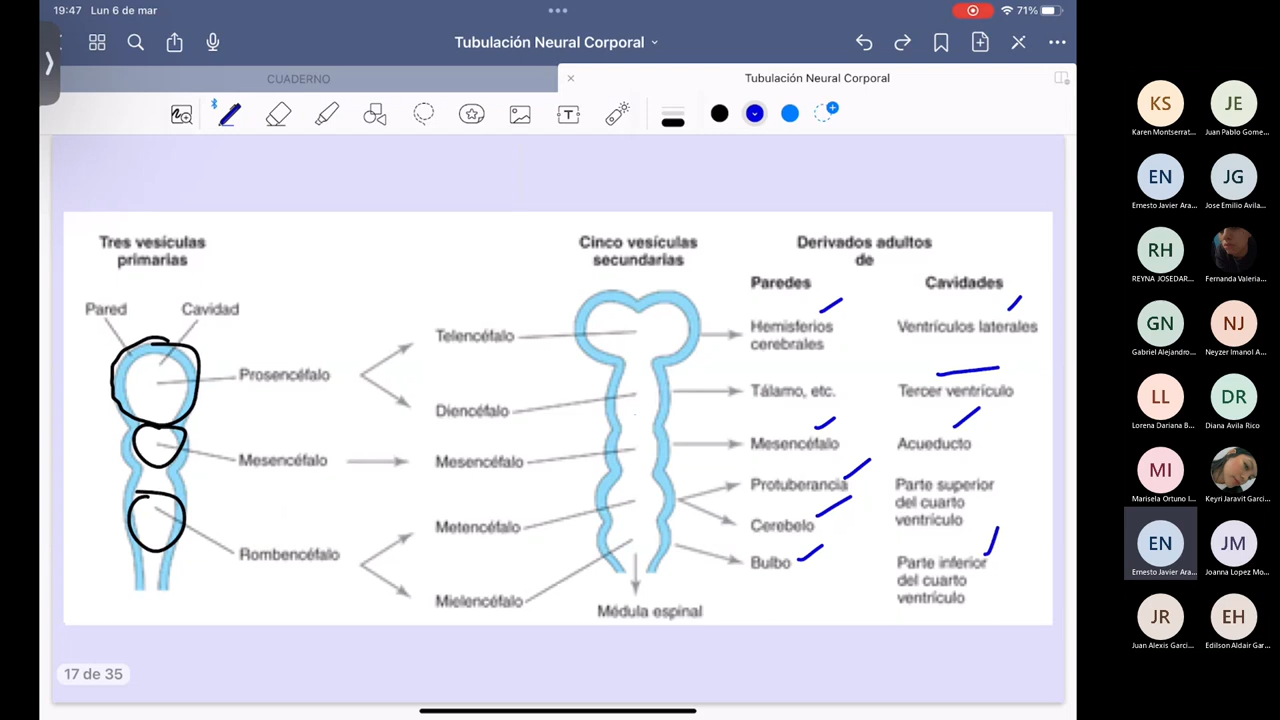 19:47 Lun 6 de mar
71%
Tubulación Neural Corporal
CUADERNO
Tubulación Neural Corporal
Tres vesículas
primarias
Cinco vesículas
secundarias
Derivados adultos
de
Paredes
Cavidades
Pared
Cavidad
Prosencéfalo
Mesencéfalo
Rombencéfalo
Telencéfalo
Diencéfalo
Mesencéfalo
Metencéfalo
Mielencéfalo
Médula espinal
Hemisferios
cerebrales
Ventrículos laterales
Tálamo, etc.
Tercer ventrículo
Mesencéfalo
Acueducto
Protuberancia
Cerebelo
Parte superior
del cuarto
ventrículo
Bulbo
Parte inferior
del cuarto
ventrículo
17 de 35
KS
Karen Montserrat...
JE
Juan Pablo Gome...
EN
Ernesto Javier Ara...
JG
Jose Emilio Avila...
RH
REYNA JOSEDAR...
Fernanda Valeria...
GN
Gabriel Alejandro...
NJ
Neyzer Imanol A...
LL
Lorena Dariana B...
DR
Diana Avila Rico
MI
Marisela Ortuno I...
Keyri Jaravit Garci...
EN
Ernesto Javier Ara...
JM
Joanna Lopez Mo...
JR
Juan Alexis Garci...
EH
Edilson Aldair Gar...